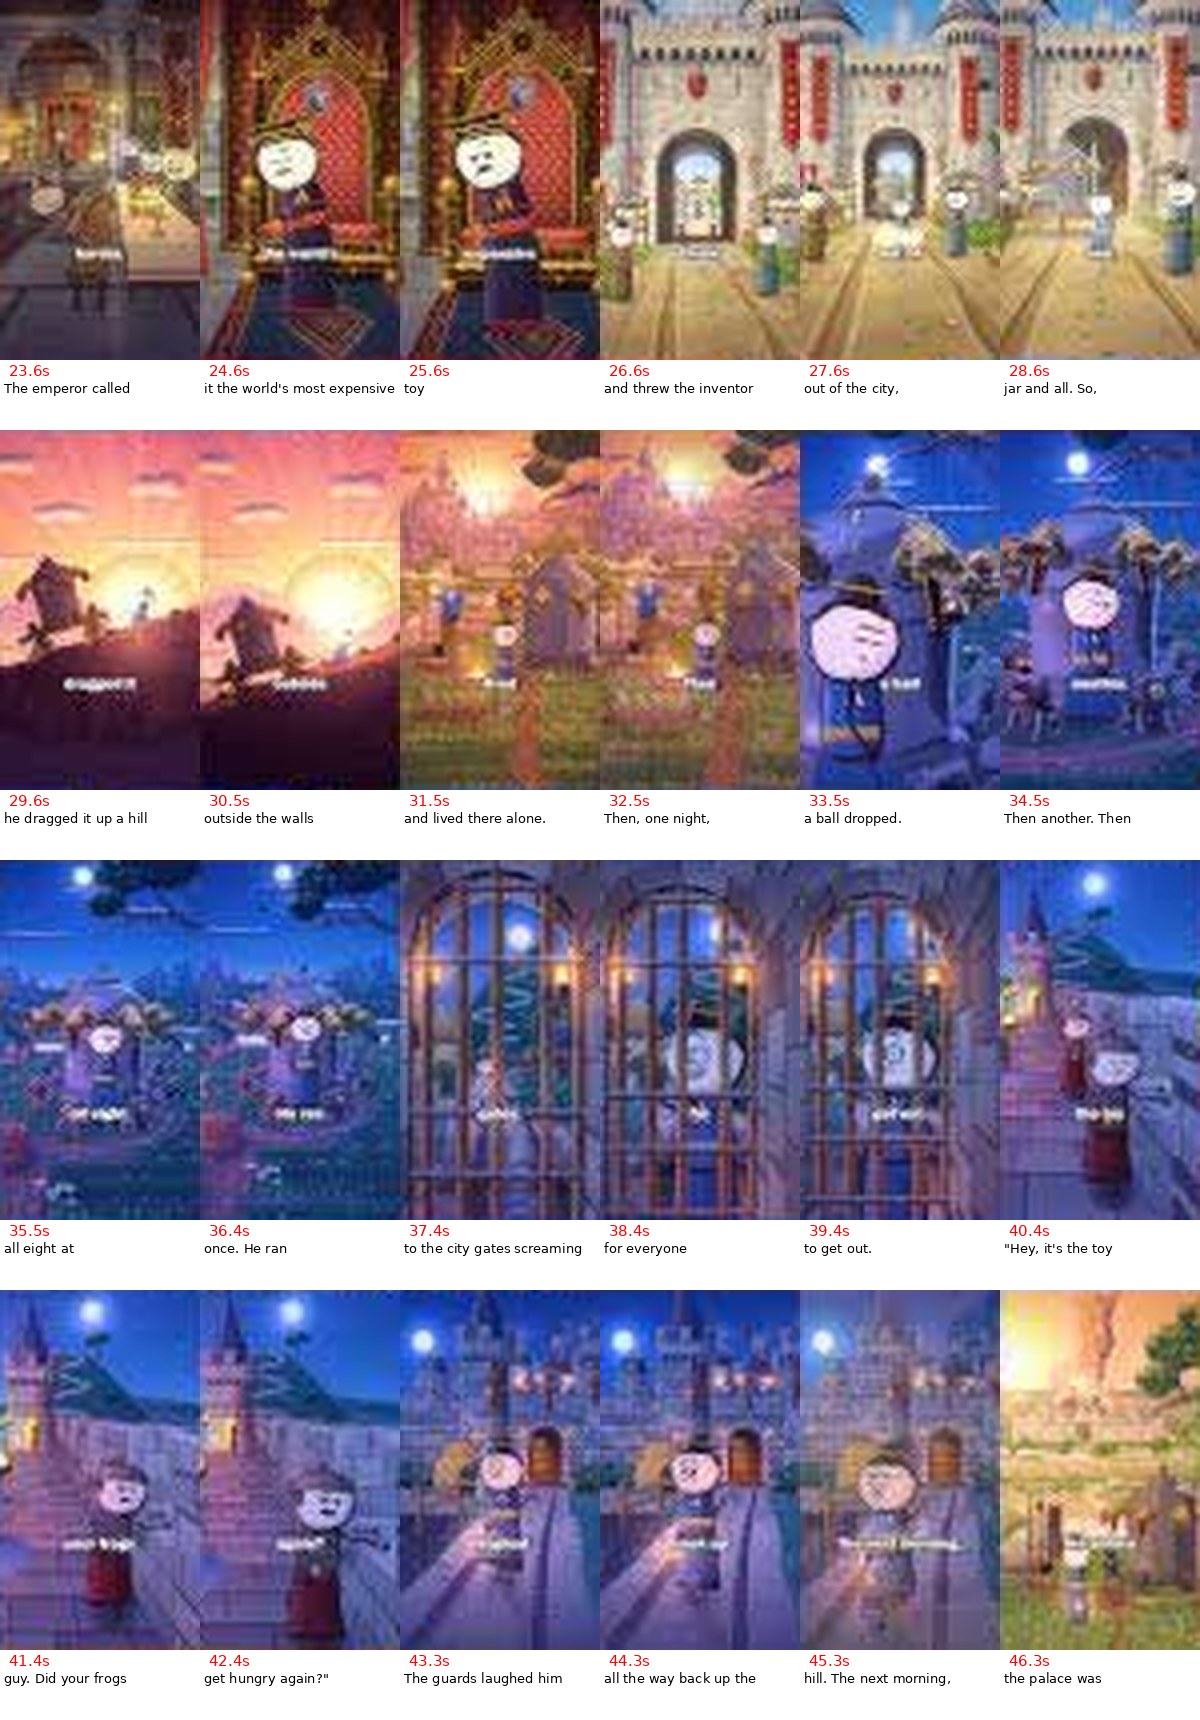 23.6s 24.6s 25.6s 26.6s 27.6s 28.6s
The emperor called it the world's most expensive toy and threw the inventor out of the city, jar and all. So,
29.6s 30.5s 31.5s 32.5s 33.5s 34.5s
he dragged it up a hill outside the walls and lived there alone. Then, one night, a ball dropped. Then another. Then
35.5s 36.4s 37.4s 38.4s 39.4s 40.4s
all eight at once. He ran to the city gates screaming for everyone to get out. "Hey, it's the toy
41.4s 42.4s 43.3s 44.3s 45.3s 46.3s
guy. Did your frogs get hungry again?" The guards laughed him all the way back up the hill. The next morning, the palace was